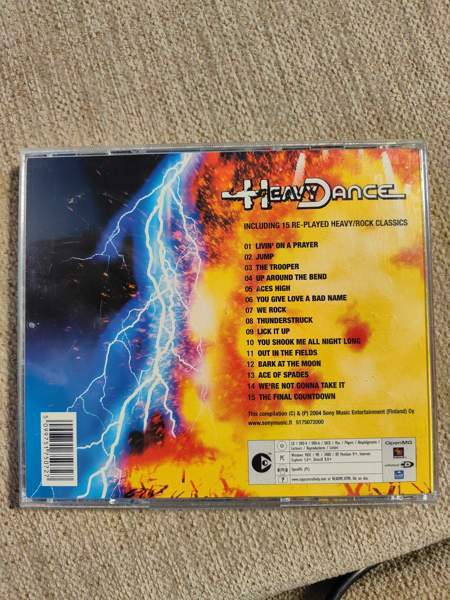 HEAVY DANCE
INCLUDING 15 RE-PLAYED HEAVY/ROCK CLASSICS
01 LIVIN' ON A PRAYER
02 JUMP
03 THE TROOPER
04 UP AROUND THE BEND
05 ACES HIGH
06 YOU GIVE LOVE A BAD NAME
07 WE ROCK
08 THUNDERSTRUCK
09 LICK IT UP
10 YOU SHOOK ME ALL NIGHT LONG
11 OUT IN THE FIELDS
12 BARK AT THE MOON
13 ACE OF SPADES
14 WE'RE NOT GONNA TAKE IT
15 THE FINAL COUNTDOWN
This compilation (C) & (P) 2004 Sony Music Entertainment (Finland) Oy
www.sonymusic.fi 5175072000
OpenMG